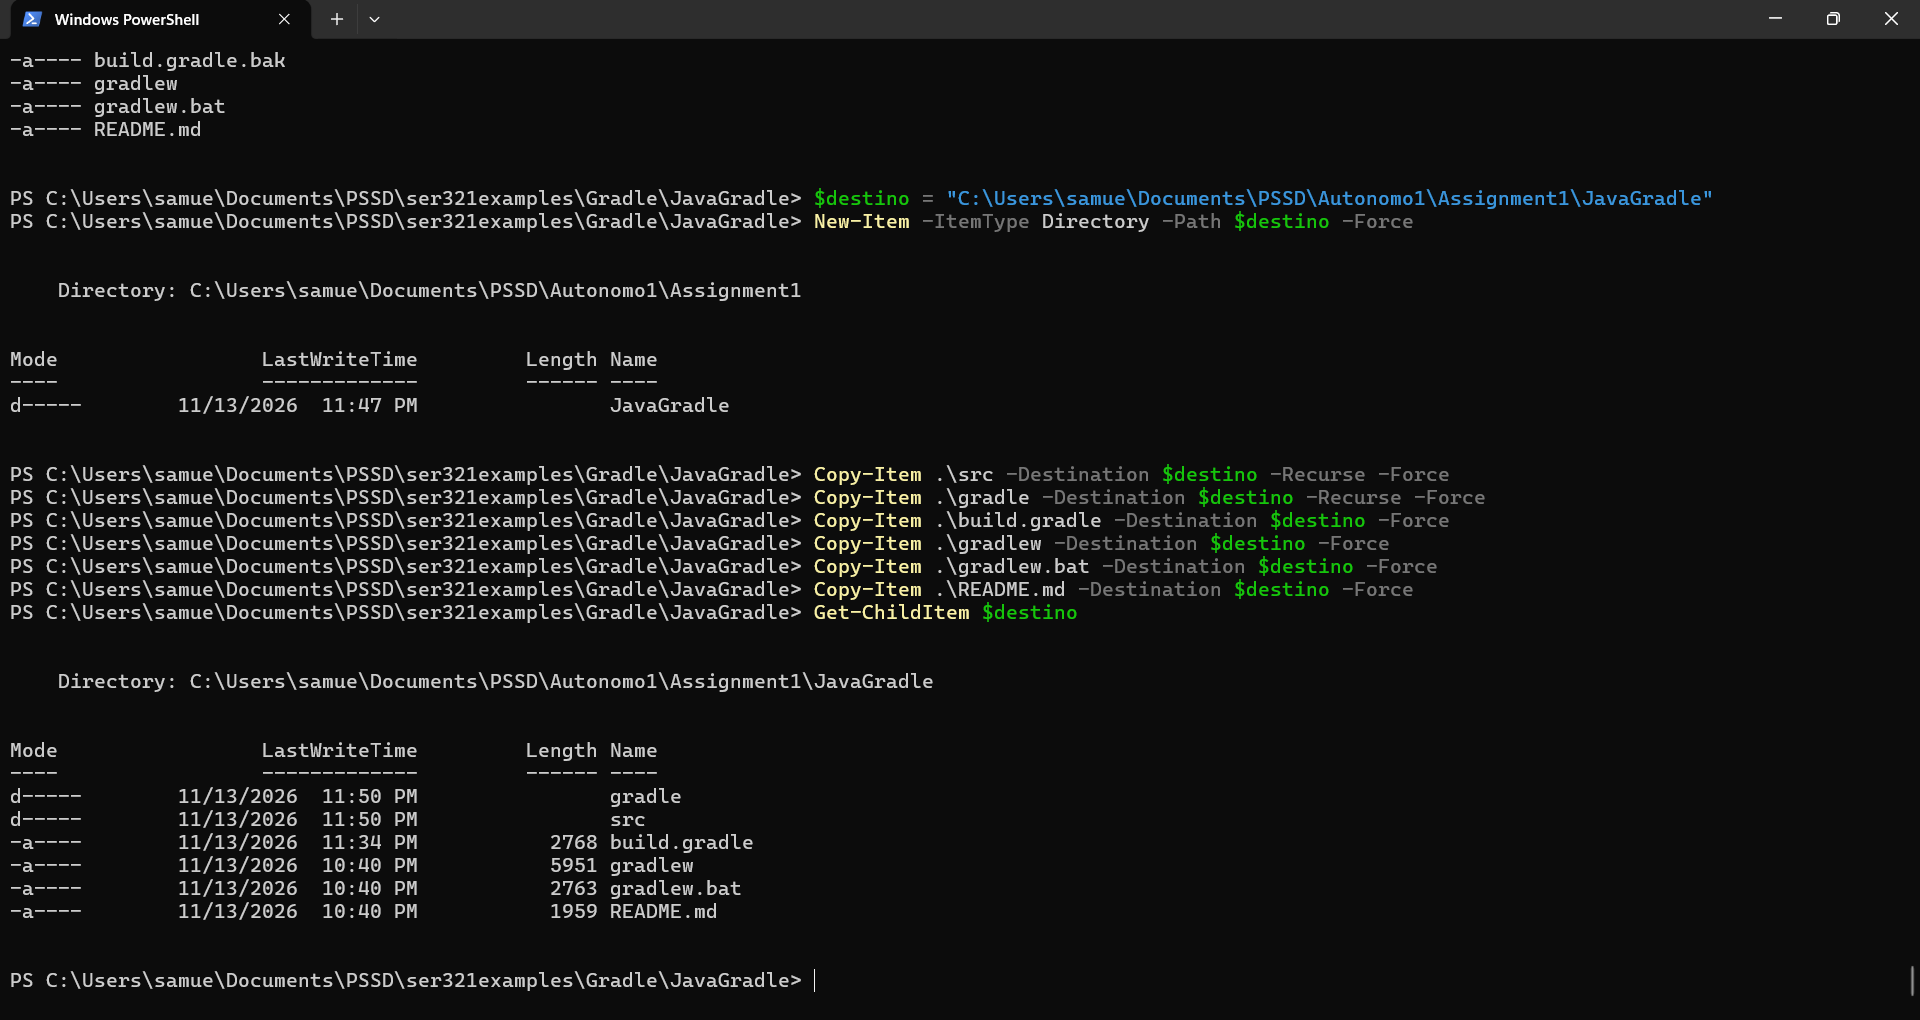 Windows PowerShell
-a---- build.gradle.bak
-a---- gradlew
-a---- gradlew.bat
-a---- README.md
PS C:\Users\samue\Documents\PSSD\ser321examples\Gradle\JavaGradle> $destino = "C:\Users\samue\Documents\PSSD\Autonomo1\Assignment1\JavaGradle"
PS C:\Users\samue\Documents\PSSD\ser321examples\Gradle\JavaGradle> New-Item -ItemType Directory -Path $destino -Force
Directory: C:\Users\samue\Documents\PSSD\Autonomo1\Assignment1
Mode                 LastWriteTime         Length Name
----                 -------------         ------ ----
d-----        11/13/2026  11:47 PM                JavaGradle
PS C:\Users\samue\Documents\PSSD\ser321examples\Gradle\JavaGradle> Copy-Item .\src -Destination $destino -Recurse -Force
PS C:\Users\samue\Documents\PSSD\ser321examples\Gradle\JavaGradle> Copy-Item .\gradle -Destination $destino -Recurse -Force
PS C:\Users\samue\Documents\PSSD\ser321examples\Gradle\JavaGradle> Copy-Item .\build.gradle -Destination $destino -Force
PS C:\Users\samue\Documents\PSSD\ser321examples\Gradle\JavaGradle> Copy-Item .\gradlew -Destination $destino -Force
PS C:\Users\samue\Documents\PSSD\ser321examples\Gradle\JavaGradle> Copy-Item .\gradlew.bat -Destination $destino -Force
PS C:\Users\samue\Documents\PSSD\ser321examples\Gradle\JavaGradle> Copy-Item .\README.md -Destination $destino -Force
PS C:\Users\samue\Documents\PSSD\ser321examples\Gradle\JavaGradle> Get-ChildItem $destino
Directory: C:\Users\samue\Documents\PSSD\Autonomo1\Assignment1\JavaGradle
Mode                 LastWriteTime         Length Name
----                 -------------         ------ ----
d-----        11/13/2026  11:50 PM                gradle
d-----        11/13/2026  11:50 PM                src
-a----        11/13/2026  11:34 PM           2768 build.gradle
-a----        11/13/2026  10:40 PM           5951 gradlew
-a----        11/13/2026  10:40 PM           2763 gradlew.bat
-a----        11/13/2026  10:40 PM           1959 README.md
PS C:\Users\samue\Documents\PSSD\ser321examples\Gradle\JavaGradle>